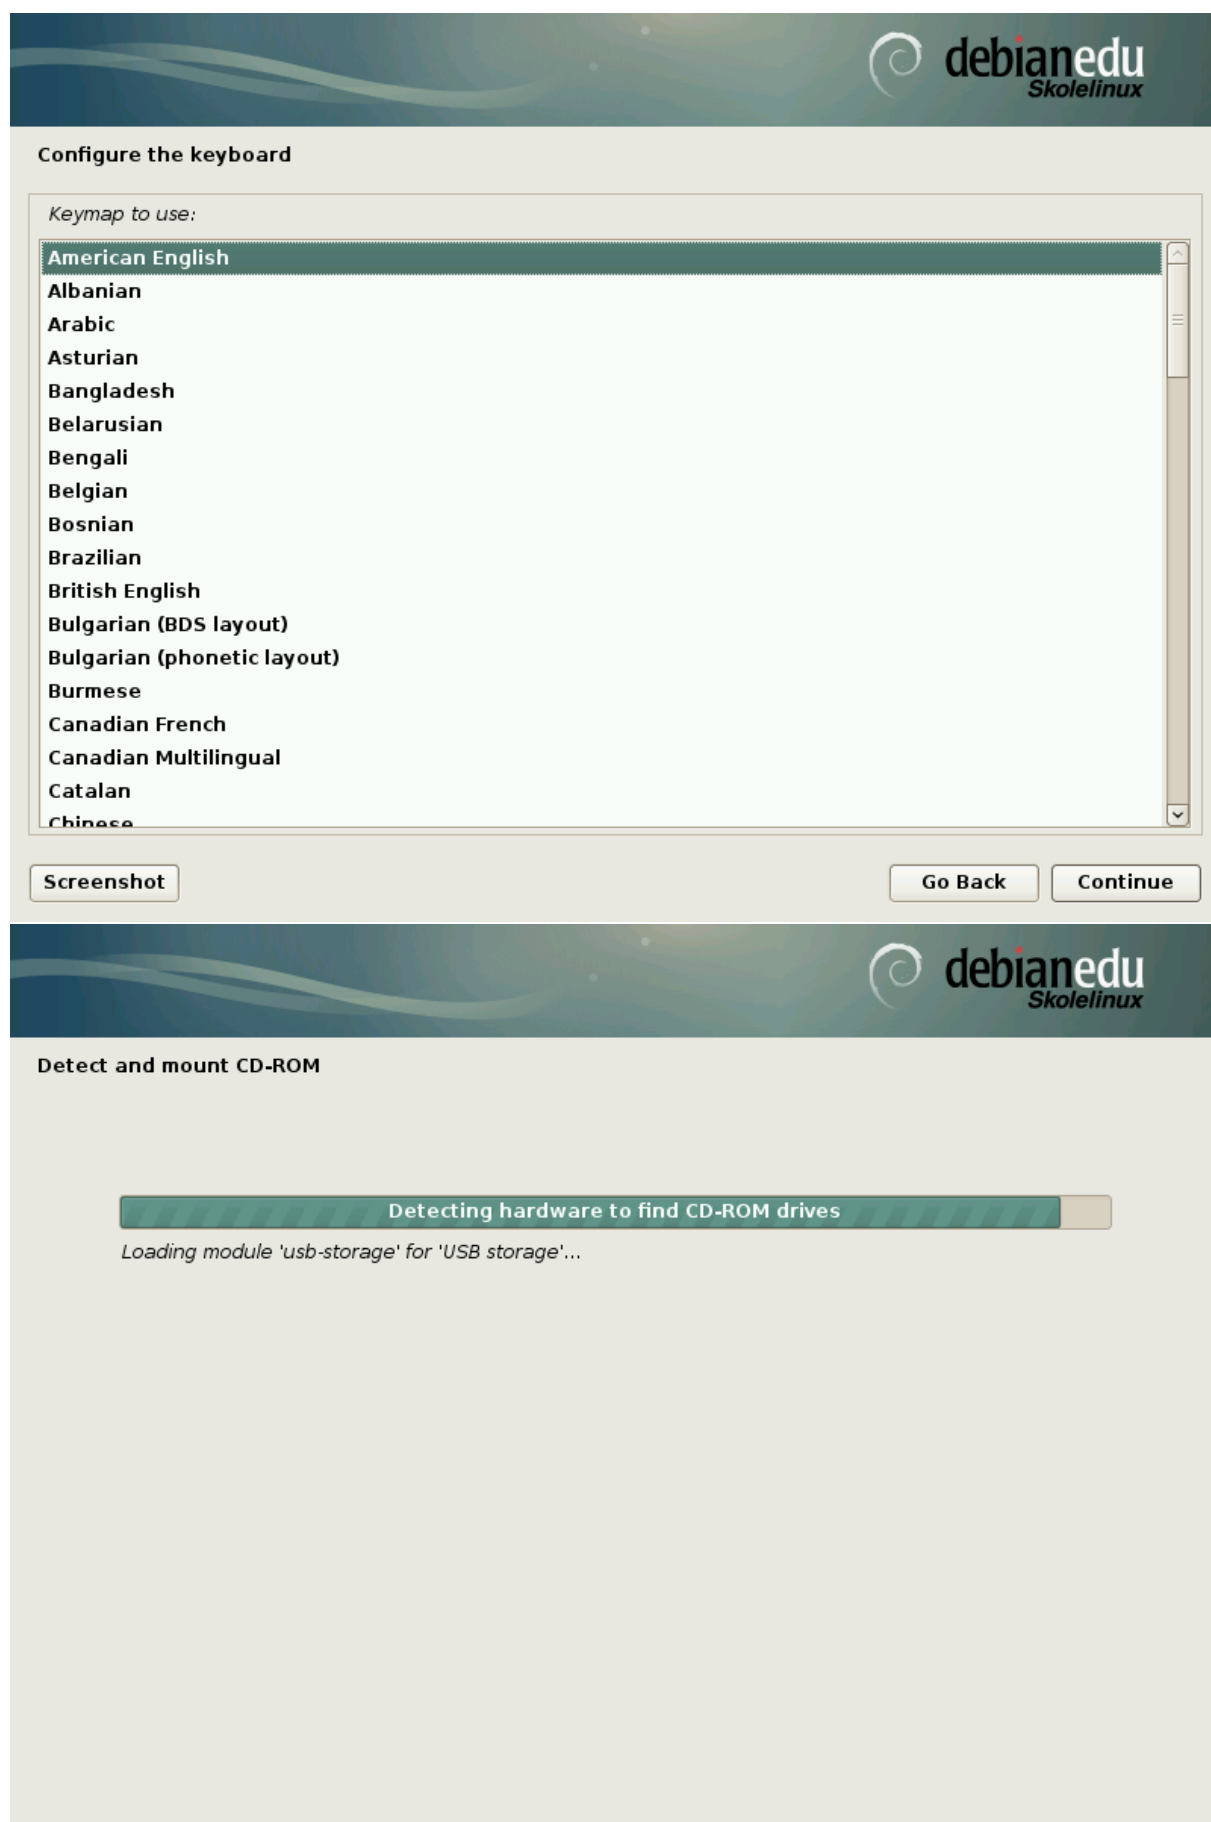 debianedu
Skolelinux
Configure the keyboard
Keymap to use:
American English
Albanian
Arabic
Asturian
Bangladesh
Belarusian
Bengali
Belgian
Bosnian
Brazilian
British English
Bulgarian (BDS layout)
Bulgarian (phonetic layout)
Burmese
Canadian French
Canadian Multilingual
Catalan
Chinese
Screenshot Go Back Continue
debianedu
Skolelinux
Detect and mount CD-ROM
Detecting hardware to find CD-ROM drives
Loading module 'usb-storage' for 'USB storage'...